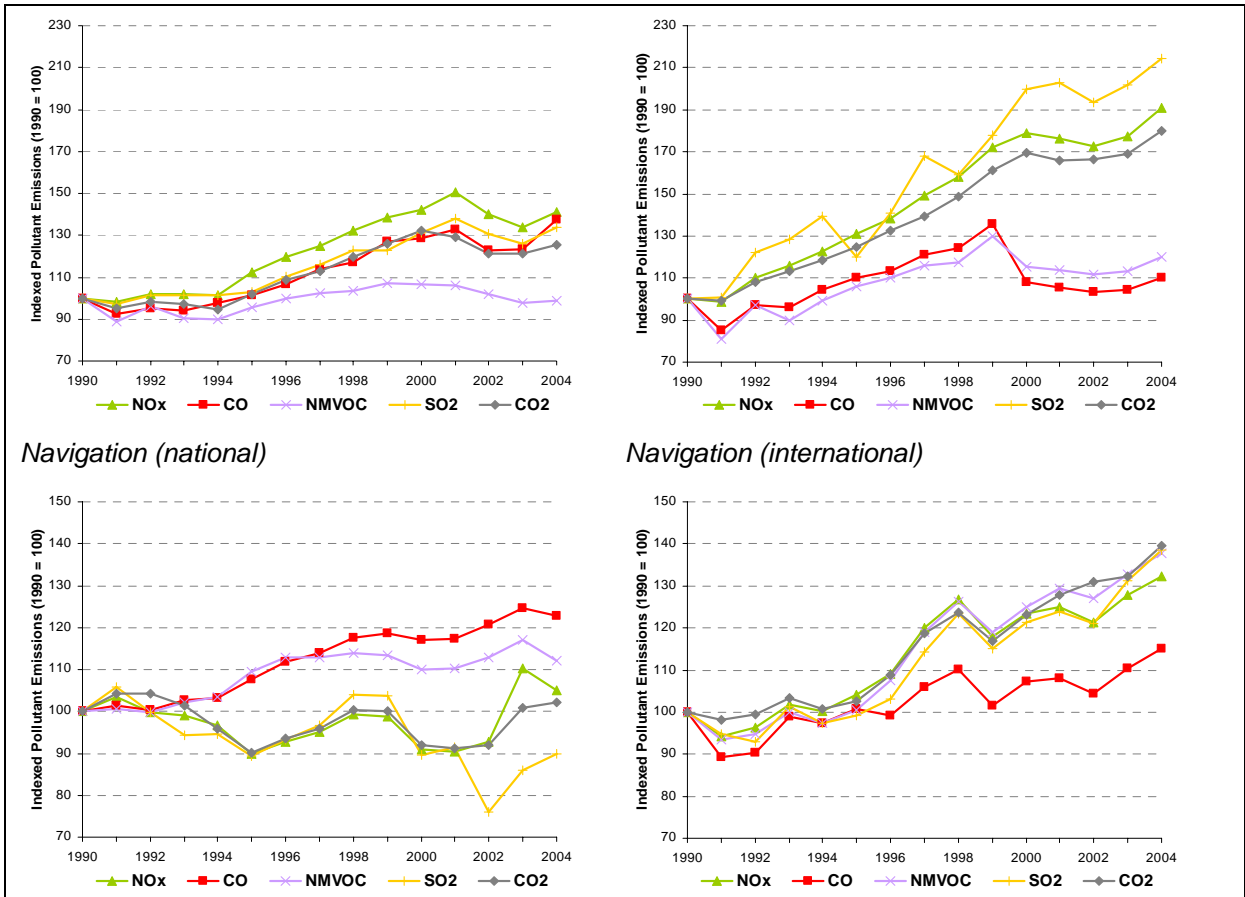 Indexed Pollutant Emissions (1990 = 100)
230
210
190
170
150
130
110
90
70
1990 1992 1994 1996 1998 2000 2002 2004
NOx CO NMVOC SO2 CO2
Indexed Pollutant Emissions (1990 = 100)
230
210
190
170
150
130
110
90
70
1990 1992 1994 1996 1998 2000 2002 2004
NOx CO NMVOC SO2 CO2
Navigation (national)
Navigation (international)
Indexed Pollutant Emissions (1990 = 100)
150
140
130
120
110
100
90
80
70
1990 1992 1994 1996 1998 2000 2002 2004
NOx CO NMVOC SO2 CO2
Indexed Pollutant Emissions (1990 = 100)
150
140
130
120
110
100
90
80
70
1990 1992 1994 1996 1998 2000 2002 2004
NOx CO NMVOC SO2 CO2